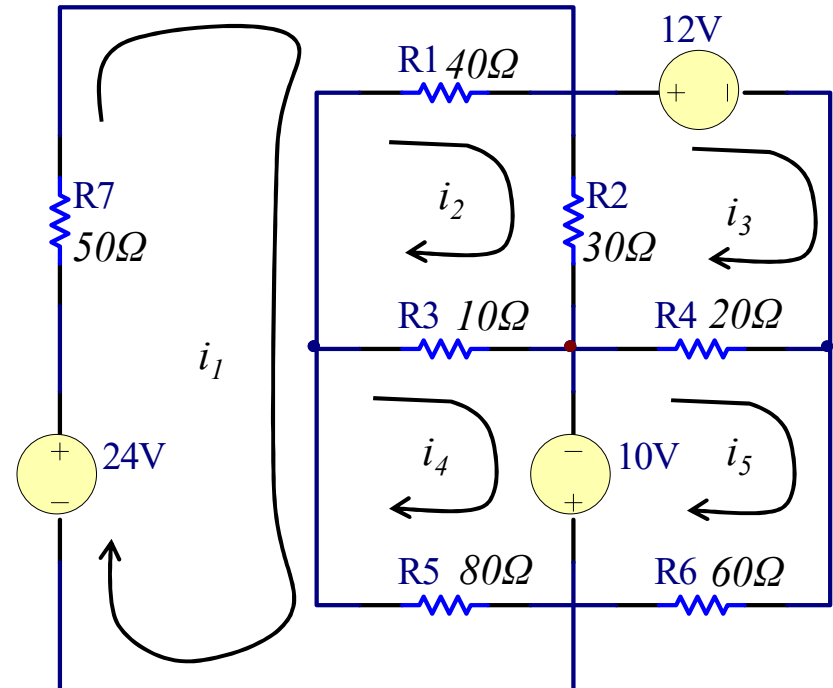 12V
R1 40Ω
+ –
R7
50Ω
i2
R2
30Ω
i3
R3 10Ω
R4 20Ω
i1
+
–
24V
i4
–
+
10V
i5
R5 80Ω
R6 60Ω